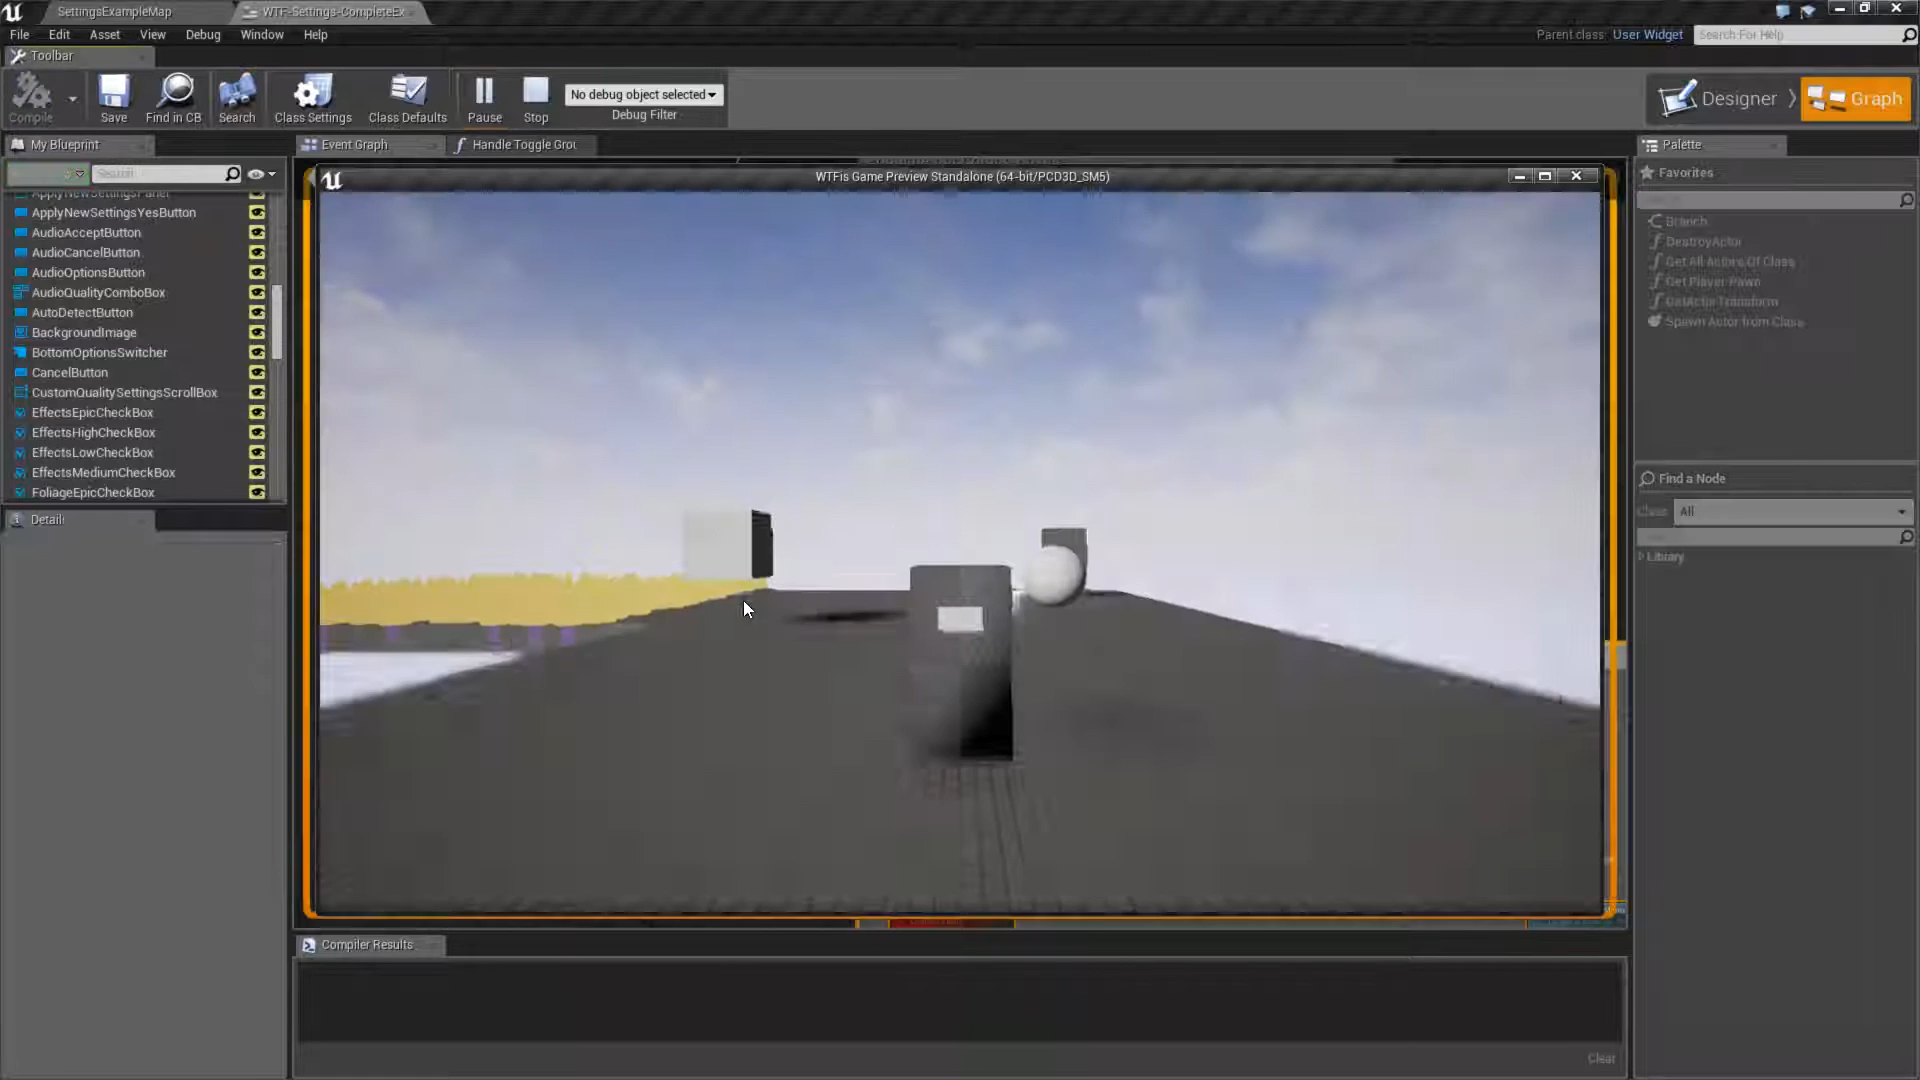 SettingsExampleMap
WTF-Settings-CompleteEx
File Edit Asset View Debug Window Help
Parent class: User Widget
Search For Help
Toolbar
Compile Save Find in CB Search Class Settings Class Defaults Pause Stop
No debug object selected
Debug Filter
Designer
Graph
My Blueprint
Event Graph
Handle Toggle Grou
Palette
Search
WTFis Game Preview Standalone (64-bit/PCD3D_SM5)
Favorites
ApplyNewSettingsPanel
ApplyNewSettingsYesButton
AudioAcceptButton
AudioCancelButton
AudioOptionsButton
AudioQualityComboBox
AutoDetectButton
BackgroundImage
BottomOptionsSwitcher
CancelButton
CustomQualitySettingsScrollBox
EffectsEpicCheckBox
EffectsHighCheckBox
EffectsLowCheckBox
EffectsMediumCheckBox
FoliageEpicCheckBox
Branch
DestroyActor
Get All Actors Of Class
Get Player Pawn
GetActorTransform
Spawn Actor from Class
Find a Node
Class All
Library
Details
Compiler Results
Clear